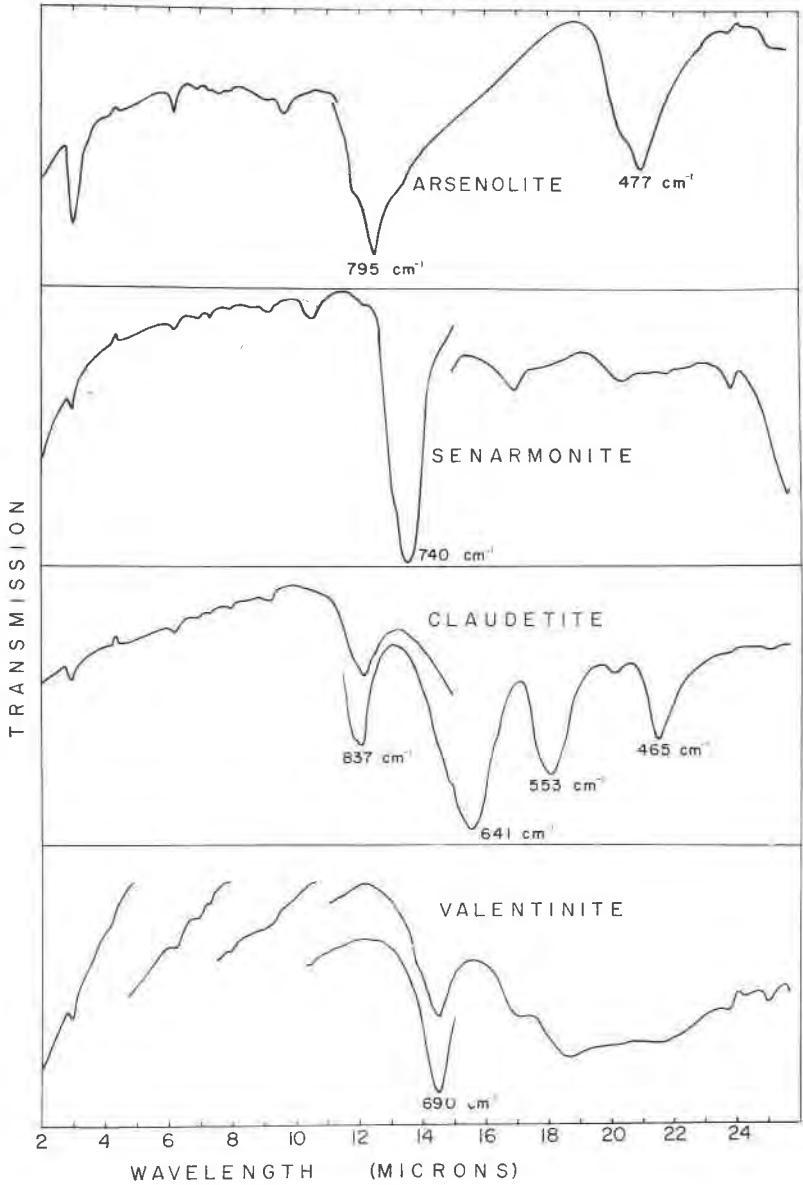 ARSENOLITE
477 cm⁻¹
795 cm⁻¹
SENARMONITE
740 cm⁻¹
TRANSMISSION
CLAUDETITE
837 cm⁻¹
465 cm⁻¹
553 cm⁻¹
641 cm⁻¹
VALENTINITE
690 cm⁻¹
2 4 6 8 10 12 14 16 18 20 22 24
WAVELENGTH (MICRONS)